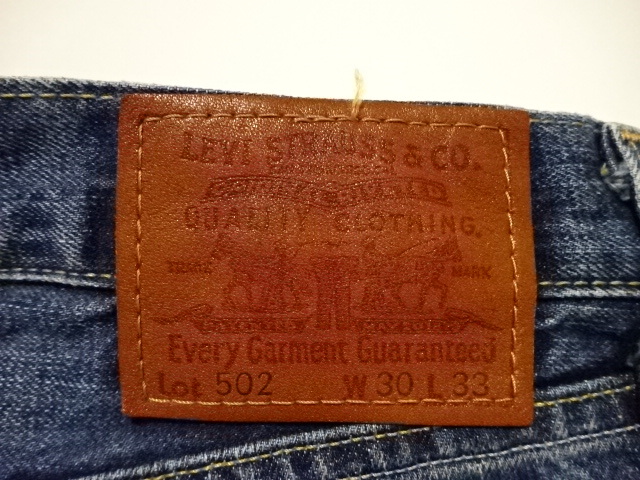 LEVI STRAUSS & CO.
QUALITY CLOTHING.
TRADE MARK
Every Garment Guaranteed
Lot 502 W 30 L 33